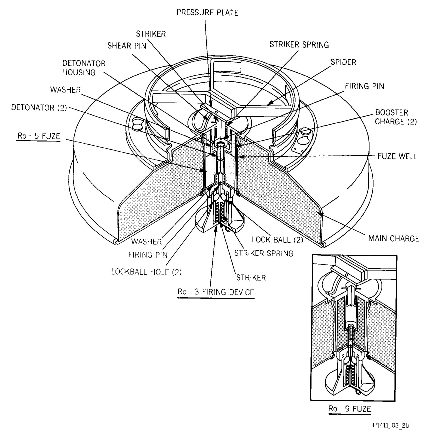 PRESSURE PLATE
STRIKER
SHEAR PIN
STRIKER SPRING
DETONATOR
HOUSING
SPIDER
WASHER
FIRING PIN
DETONATOR (2)
BOOSTER
CHARGE (2)
Ro - 5 FUZE
FUZE WELL
MAIN CHARGE
WASHER
LOCK BALL (2)
FIRING PIN
STRIKER SPRING
LOCKBALL HOLE (2)
STRIKER
Ro - 3 FIRING DEVICE
Ro - 9 FUZE